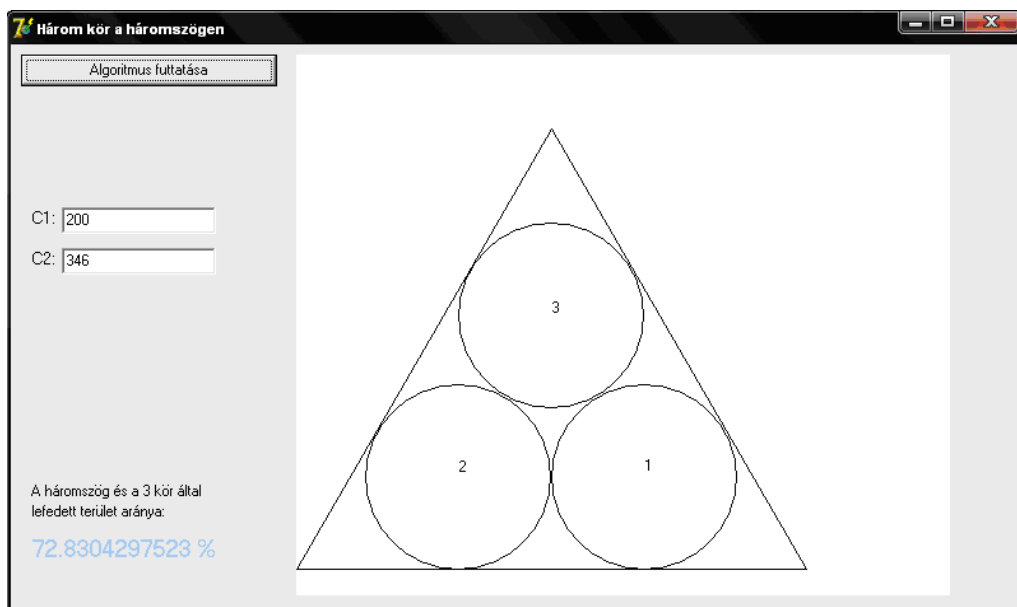 Három kör a háromszögen
Algoritmus futtatása
C1: 200
C2: 346
3
2
1
A háromszög és a 3 kör által
lefedett terület aránya:
72.8304297523 %